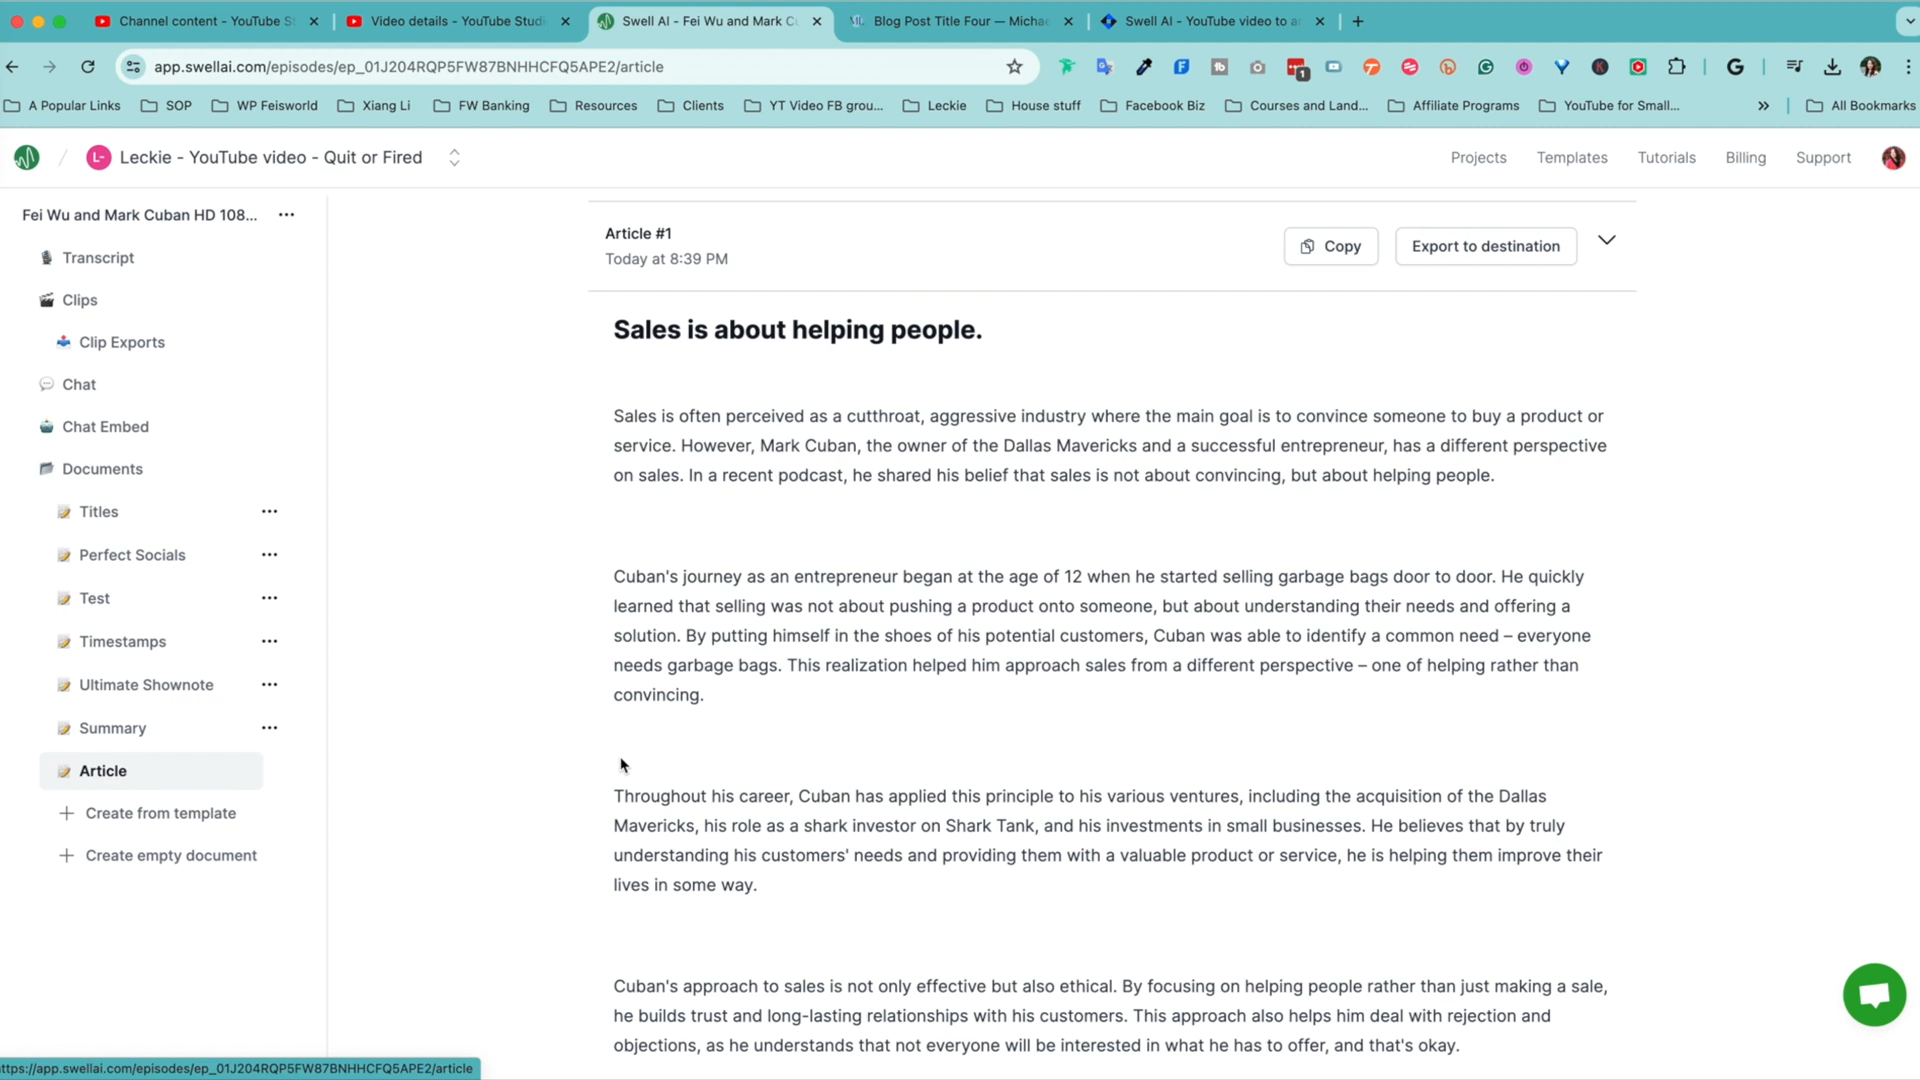 Channel content - YouTube S
Video details - YouTube Studi
Swell AI - Fei Wu and Mark Cu
Blog Post Title Four — Michae
Swell AI - YouTube video to a
app.swellai.com/episodes/ep_01J204RQP5FW87BNHHCFQ5APE2/article
1
A Popular Links
SOP
WP Feisworld
Xiang Li
FW Banking
Resources
Clients
YT Video FB grou...
Leckie
House stuff
Facebook Biz
Courses and Land...
Affiliate Programs
YouTube for Small...
All Bookmarks
L-
Leckie - YouTube video - Quit or Fired
Projects
Templates
Tutorials
Billing
Support
Fei Wu and Mark Cuban HD 108...
Transcript
Clips
Clip Exports
Chat
Chat Embed
Documents
Titles
Perfect Socials
Test
Timestamps
Ultimate Shownote
Summary
Article
Create from template
Create empty document
Article #1
Today at 8:39 PM
Copy
Export to destination
Sales is about helping people.
Sales is often perceived as a cutthroat, aggressive industry where the main goal is to convince someone to buy a product or
service. However, Mark Cuban, the owner of the Dallas Mavericks and a successful entrepreneur, has a different perspective
on sales. In a recent podcast, he shared his belief that sales is not about convincing, but about helping people.
Cuban's journey as an entrepreneur began at the age of 12 when he started selling garbage bags door to door. He quickly
learned that selling was not about pushing a product onto someone, but about understanding their needs and offering a
solution. By putting himself in the shoes of his potential customers, Cuban was able to identify a common need – everyone
needs garbage bags. This realization helped him approach sales from a different perspective – one of helping rather than
convincing.
Throughout his career, Cuban has applied this principle to his various ventures, including the acquisition of the Dallas
Mavericks, his role as a shark investor on Shark Tank, and his investments in small businesses. He believes that by truly
understanding his customers' needs and providing them with a valuable product or service, he is helping them improve their
lives in some way.
Cuban's approach to sales is not only effective but also ethical. By focusing on helping people rather than just making a sale,
he builds trust and long-lasting relationships with his customers. This approach also helps him deal with rejection and
objections, as he understands that not everyone will be interested in what he has to offer, and that's okay.
ttps://app.swellai.com/episodes/ep_01J204RQP5FW87BNHHCFQ5APE2/article